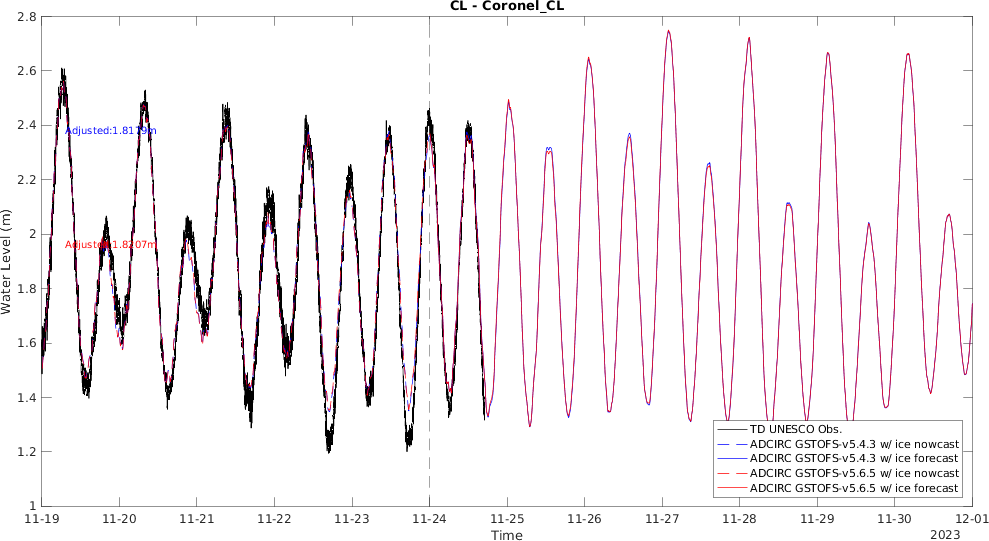 CL - Coronel_CL
2.8
2.6
2.4
2.2
2
1.8
1.6
1.4
1.2
1
Water Level (m)
Adjusted:1.8179m
Adjusted:1.8207m
TD UNESCO Obs.
ADCIRC GSTOFS-v5.4.3 w/ ice nowcast
ADCIRC GSTOFS-v5.4.3 w/ ice forecast
ADCIRC GSTOFS-v5.6.5 w/ ice nowcast
ADCIRC GSTOFS-v5.6.5 w/ ice forecast
11-19 11-20 11-21 11-22 11-23 11-24 11-25 11-26 11-27 11-28 11-29 11-30 12-01
Time
2023